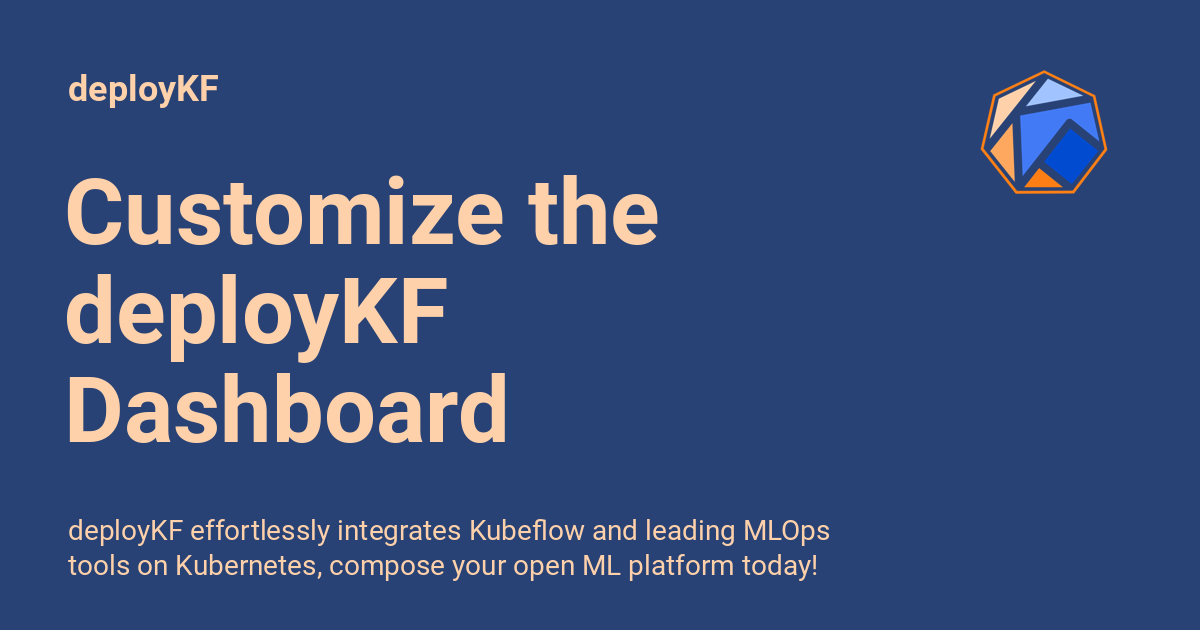 deployKF
Customize the
deployKF
Dashboard
deployKF effortlessly integrates Kubeflow and leading MLOps
tools on Kubernetes, compose your open ML platform today!